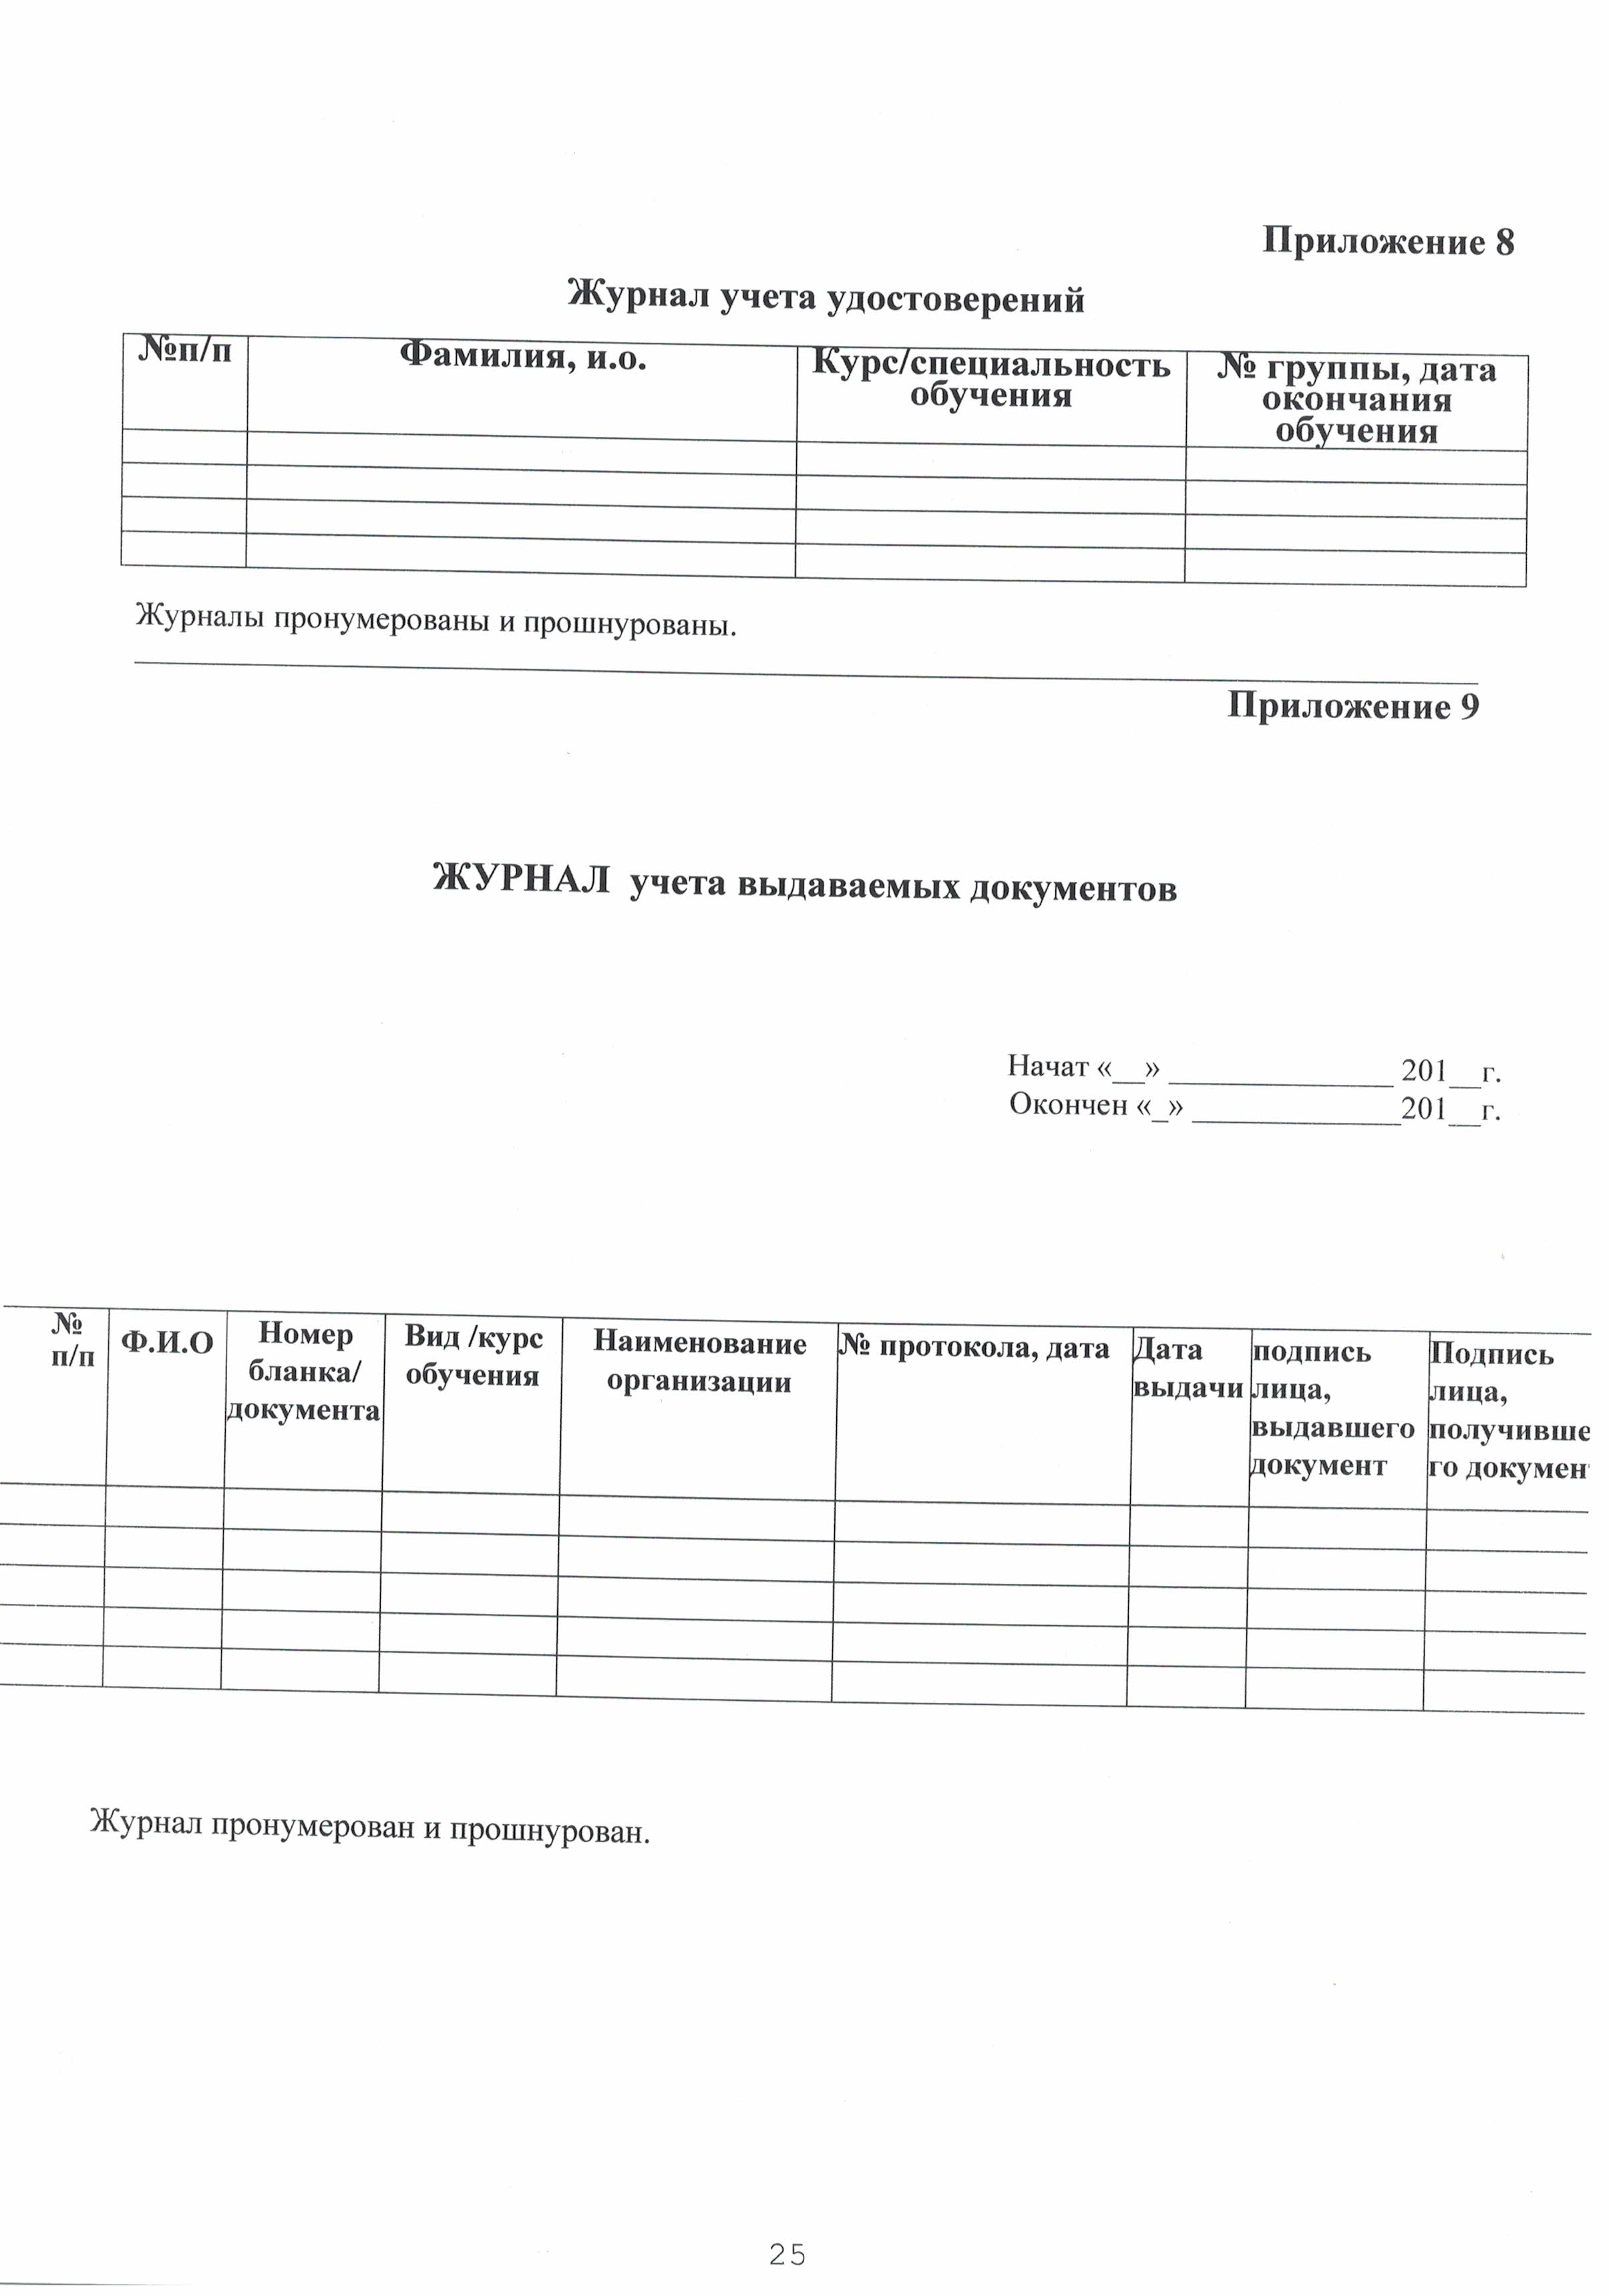 Приложение 8
Журнал учета удостоверений
№п/п
Фамилия, и.о.
Курс/специальность
обучения
№ группы, дата
окончания
обучения
Журналы пронумерованы и прошнурованы.
Приложение 9
ЖУРНАЛ учета выдаваемых документов
Начат «__» ______________ 201__г.
Окончен «_» _____________201__г.
№
п/п
Ф.И.О
Номер
бланка/
документа
Вид /курс
обучения
Наименование
организации
№ протокола, дата
Дата
выдачи
подпись
лица,
выдавшего
документ
Подпись
лица,
получивше
го докумен
Журнал пронумерован и прошнурован.
25